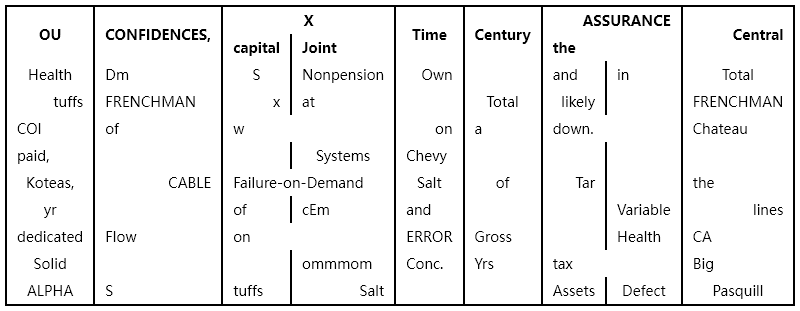 X ASSURANCE
OU CONFIDENCES, Time Century Central
capital Joint the
Health Dm S Nonpension Own and in Total
tuffs FRENCHMAN x at Total likely FRENCHMAN
COI of w on a down. Chateau
paid, Systems Chevy
Koteas, CABLE Failure-on-Demand Salt of Tar the
yr of cEm and Variable lines
dedicated Flow on ERROR Gross Health CA
Solid ommmom Conc. Yrs tax Big
ALPHA S tuffs Salt Assets Defect Pasquill